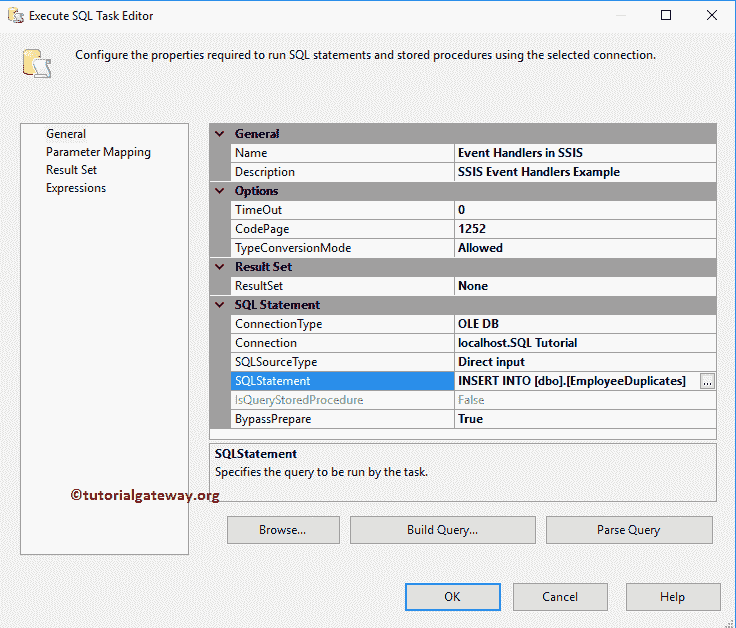 Execute SQL Task Editor
Configure the properties required to run SQL statements and stored procedures using the selected connection.
General
Parameter Mapping
Result Set
Expressions
General
Name Event Handlers in SSIS
Description SSIS Event Handlers Example
Options
TimeOut 0
CodePage 1252
TypeConversionMode Allowed
Result Set
ResultSet None
SQL Statement
ConnectionType OLE DB
Connection localhost.SQL Tutorial
SQLSourceType Direct input
SQLStatement INSERT INTO [dbo].[EmployeeDuplicates] ...
IsQueryStoredProcedure False
BypassPrepare True
SQLStatement
Specifies the query to be run by the task.
©tutorialgateway.org
Browse... Build Query... Parse Query
OK Cancel Help